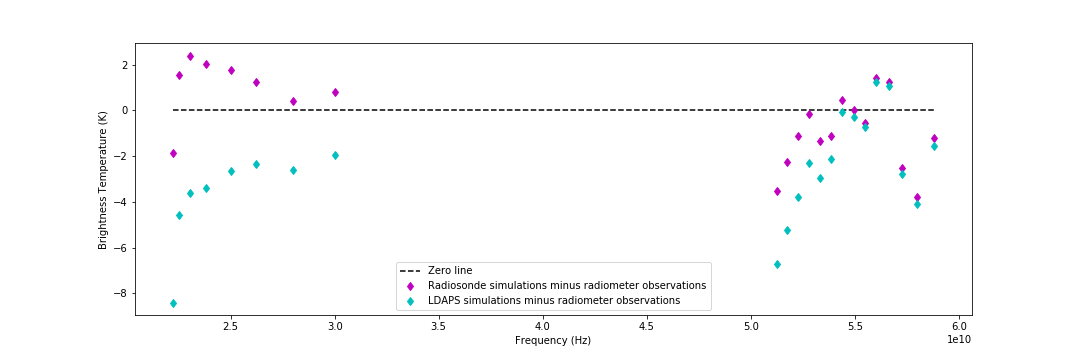 2
0
−2
−4
−6
−8
Brightness Temperature (K)
Zero line
Radiosonde simulations minus radiometer observations
LDAPS simulations minus radiometer observations
2.5 3.0 3.5 4.0 4.5 5.0 5.5 6.0
1e10
Frequency (Hz)